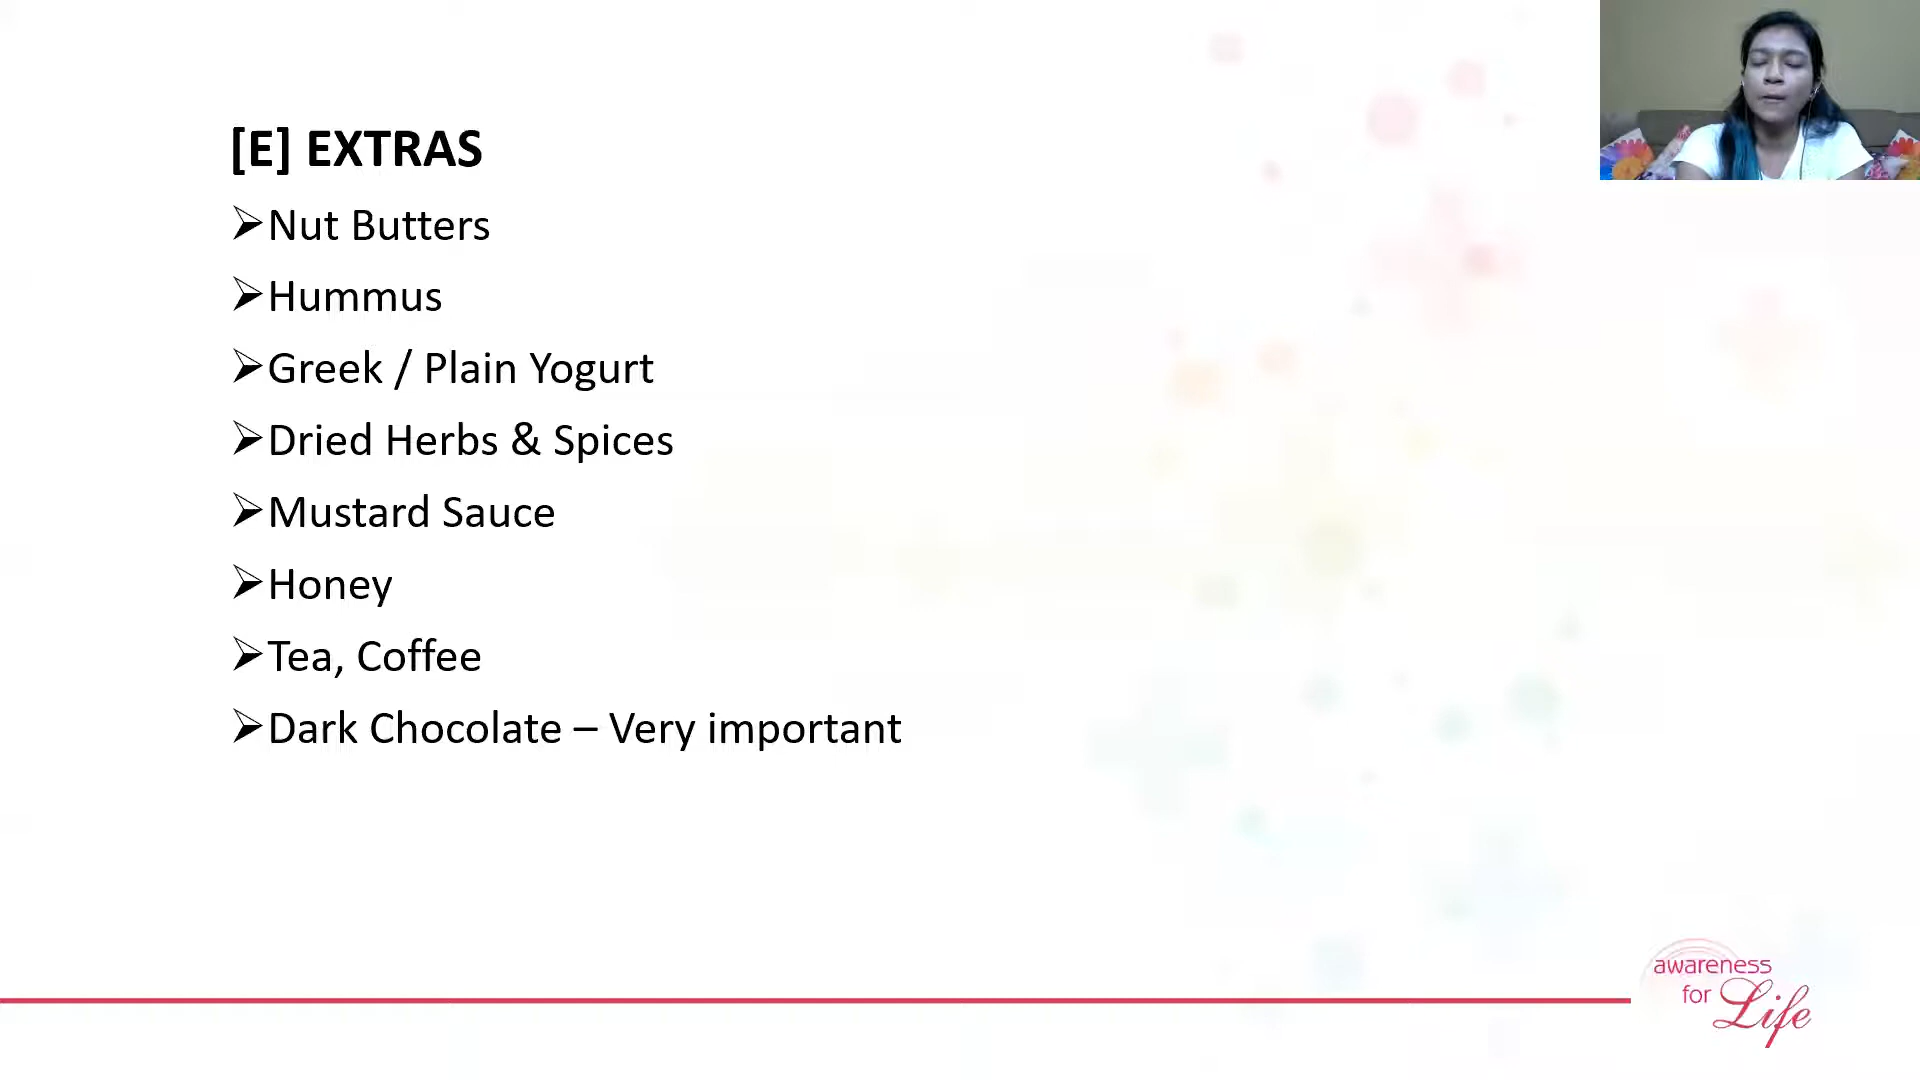 [E] EXTRAS
➢Nut Butters
➢Hummus
➢Greek / Plain Yogurt
➢Dried Herbs & Spices
➢Mustard Sauce
➢Honey
➢Tea, Coffee
➢Dark Chocolate – Very important
awareness
for Life